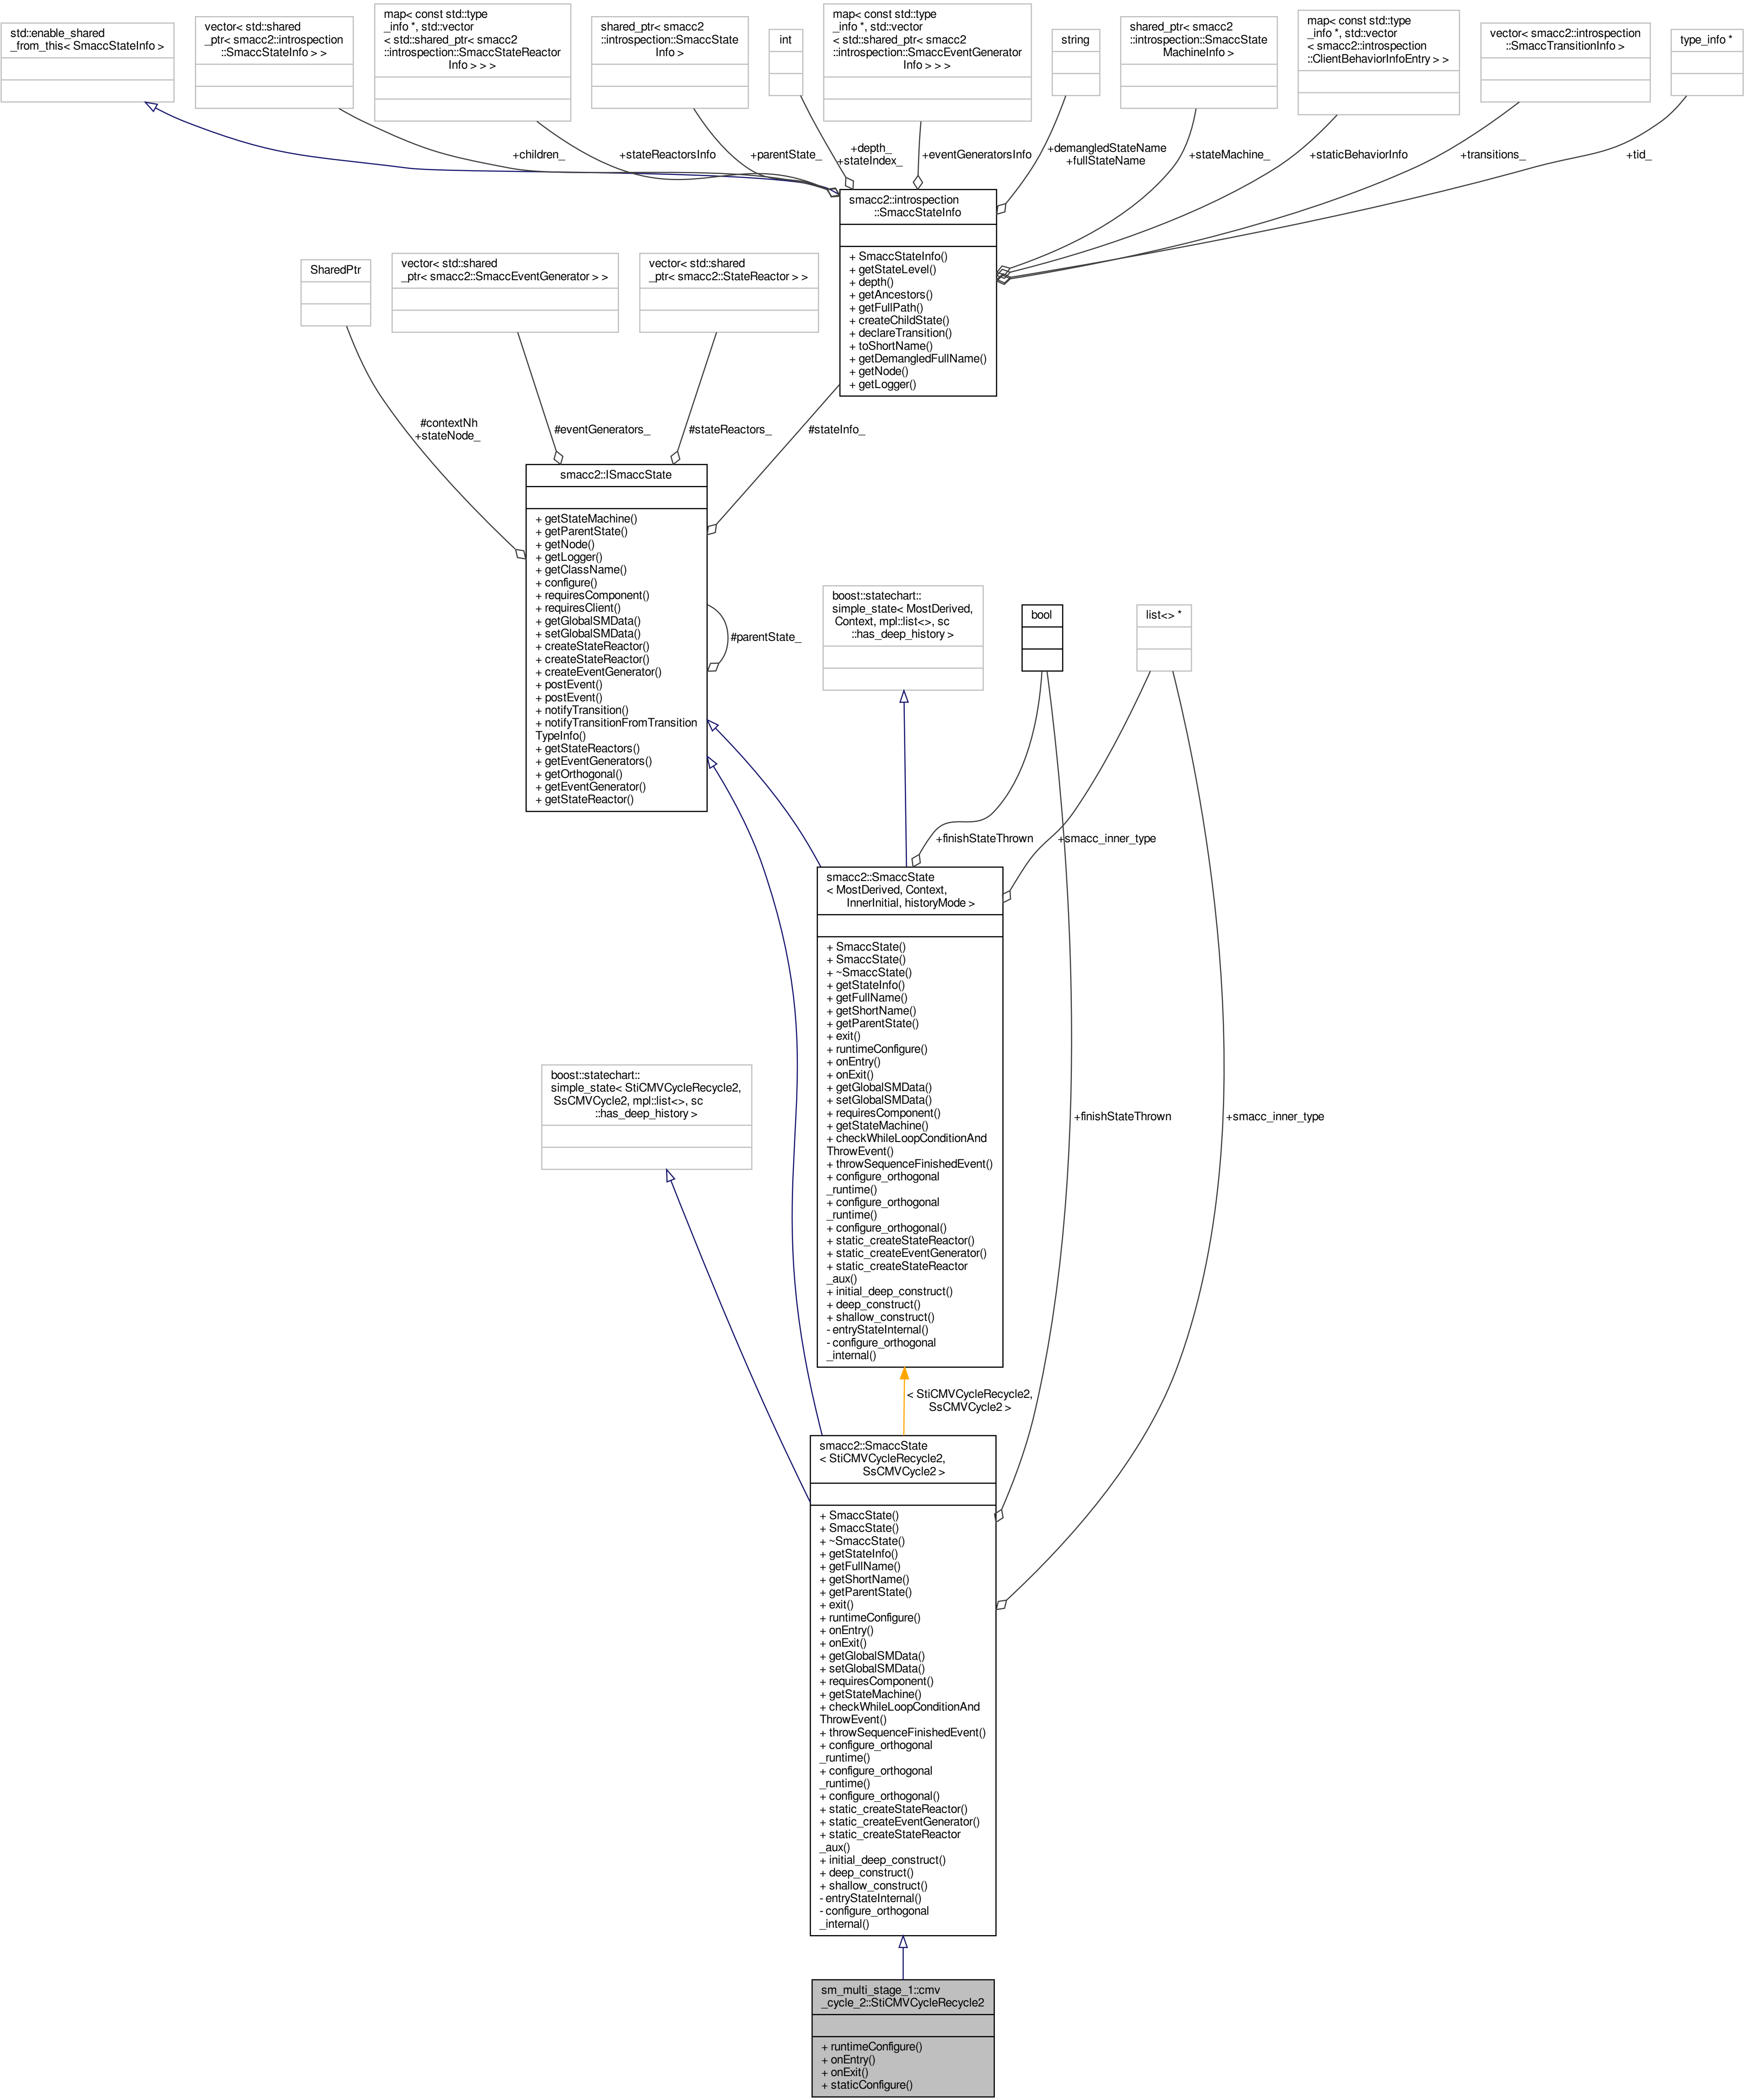 std::enable_shared
_from_this< SmaccStateInfo >
vector< std::shared
_ptr< smacc2::introspection
::SmaccStateInfo > >
map< const std::type
_info *, std::vector
< std::shared_ptr< smacc2
::introspection::SmaccStateReactor
Info > > >
shared_ptr< smacc2
::introspection::SmaccState
Info >
int
map< const std::type
_info *, std::vector
< std::shared_ptr< smacc2
::introspection::SmaccEventGenerator
Info > > >
string
shared_ptr< smacc2
::introspection::SmaccState
MachineInfo >
map< const std::type
_info *, std::vector
< smacc2::introspection
::ClientBehaviorInfoEntry > >
vector< smacc2::introspection
::SmaccTransitionInfo >
type_info *
+children_
+stateReactorsInfo
+parentState_
+depth_
+stateIndex_
+eventGeneratorsInfo
+demangledStateName
+fullStateName
+stateMachine_
+staticBehaviorInfo
+transitions_
+tid_
smacc2::introspection
::SmaccStateInfo
+ SmaccStateInfo()
+ getStateLevel()
+ depth()
+ getAncestors()
+ getFullPath()
+ createChildState()
+ declareTransition()
+ toShortName()
+ getDemangledFullName()
+ getNode()
+ getLogger()
SharedPtr
vector< std::shared
_ptr< smacc2::SmaccEventGenerator > >
vector< std::shared
_ptr< smacc2::StateReactor > >
#contextNh
+stateNode_
#eventGenerators_
#stateReactors_
#stateInfo_
smacc2::ISmaccState
+ getStateMachine()
+ getParentState()
+ getNode()
+ getLogger()
+ getClassName()
+ configure()
+ requiresComponent()
+ requiresClient()
+ getGlobalSMData()
+ setGlobalSMData()
+ createStateReactor()
+ createStateReactor()
+ createEventGenerator()
+ postEvent()
+ postEvent()
+ notifyTransition()
+ notifyTransitionFromTransition
TypeInfo()
+ getStateReactors()
+ getEventGenerators()
+ getOrthogonal()
+ getEventGenerator()
+ getStateReactor()
#parentState_
boost::statechart::
simple_state< MostDerived,
Context, mpl::list<>, sc
::has_deep_history >
bool
list<> *
+finishStateThrown
+smacc_inner_type
smacc2::SmaccState
< MostDerived, Context,
InnerInitial, historyMode >
+ SmaccState()
+ SmaccState()
+ ~SmaccState()
+ getStateInfo()
+ getFullName()
+ getShortName()
+ getParentState()
+ exit()
+ runtimeConfigure()
+ onEntry()
+ onExit()
+ getGlobalSMData()
+ setGlobalSMData()
+ requiresComponent()
+ getStateMachine()
+ checkWhileLoopConditionAnd
ThrowEvent()
+ throwSequenceFinishedEvent()
+ configure_orthogonal
_runtime()
+ configure_orthogonal
_runtime()
+ configure_orthogonal()
+ static_createStateReactor()
+ static_createEventGenerator()
+ static_createStateReactor
_aux()
+ initial_deep_construct()
+ deep_construct()
+ shallow_construct()
- entryStateInternal()
- configure_orthogonal
_internal()
boost::statechart::
simple_state< StiCMVCycleRecycle2,
SsCMVCycle2, mpl::list<>, sc
::has_deep_history >
+finishStateThrown
+smacc_inner_type
< StiCMVCycleRecycle2,
SsCMVCycle2 >
smacc2::SmaccState
< StiCMVCycleRecycle2,
SsCMVCycle2 >
+ SmaccState()
+ SmaccState()
+ ~SmaccState()
+ getStateInfo()
+ getFullName()
+ getShortName()
+ getParentState()
+ exit()
+ runtimeConfigure()
+ onEntry()
+ onExit()
+ getGlobalSMData()
+ setGlobalSMData()
+ requiresComponent()
+ getStateMachine()
+ checkWhileLoopConditionAnd
ThrowEvent()
+ throwSequenceFinishedEvent()
+ configure_orthogonal
_runtime()
+ configure_orthogonal
_runtime()
+ configure_orthogonal()
+ static_createStateReactor()
+ static_createEventGenerator()
+ static_createStateReactor
_aux()
+ initial_deep_construct()
+ deep_construct()
+ shallow_construct()
- entryStateInternal()
- configure_orthogonal
_internal()
sm_multi_stage_1::cmv
_cycle_2::StiCMVCycleRecycle2
+ runtimeConfigure()
+ onEntry()
+ onExit()
+ staticConfigure()